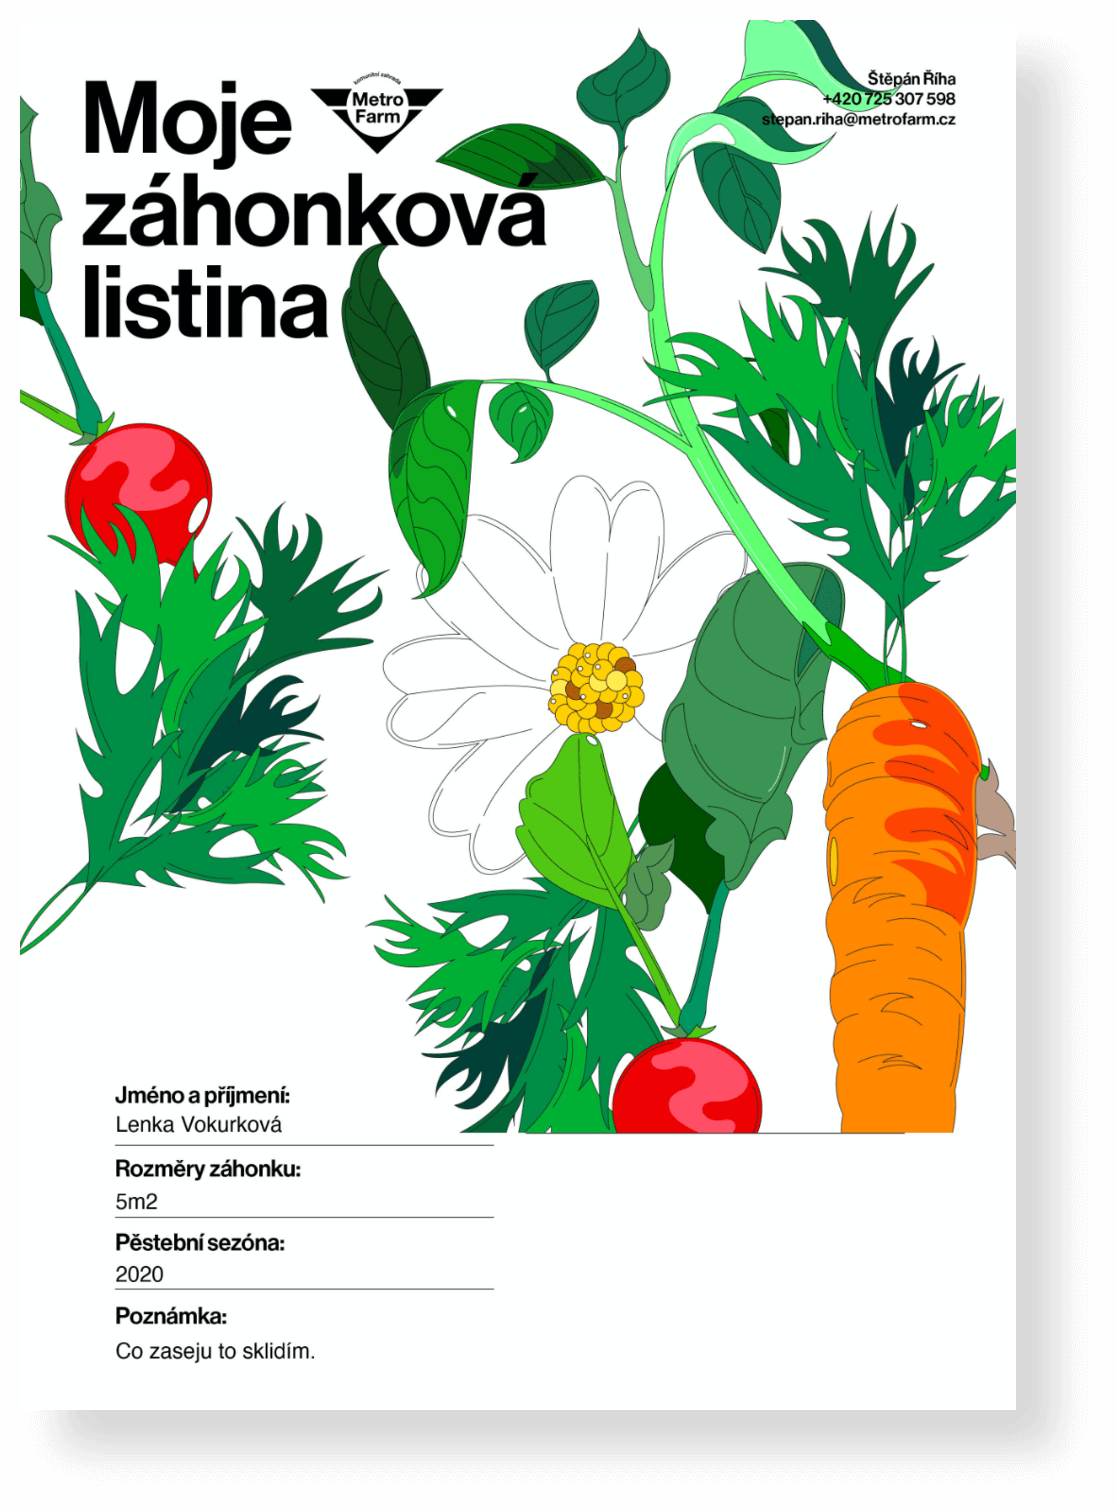 Moje
záhonková
listina
komunitní zahrada
Metro
Farm
Štěpán Říha
+420 725 307 598
stepan.riha@metrofarm.cz
Jméno a příjmení:
Lenka Vokurková
Rozměry záhonku:
5m2
Pěstební sezóna:
2020
Poznámka:
Co zaseju to sklidím.